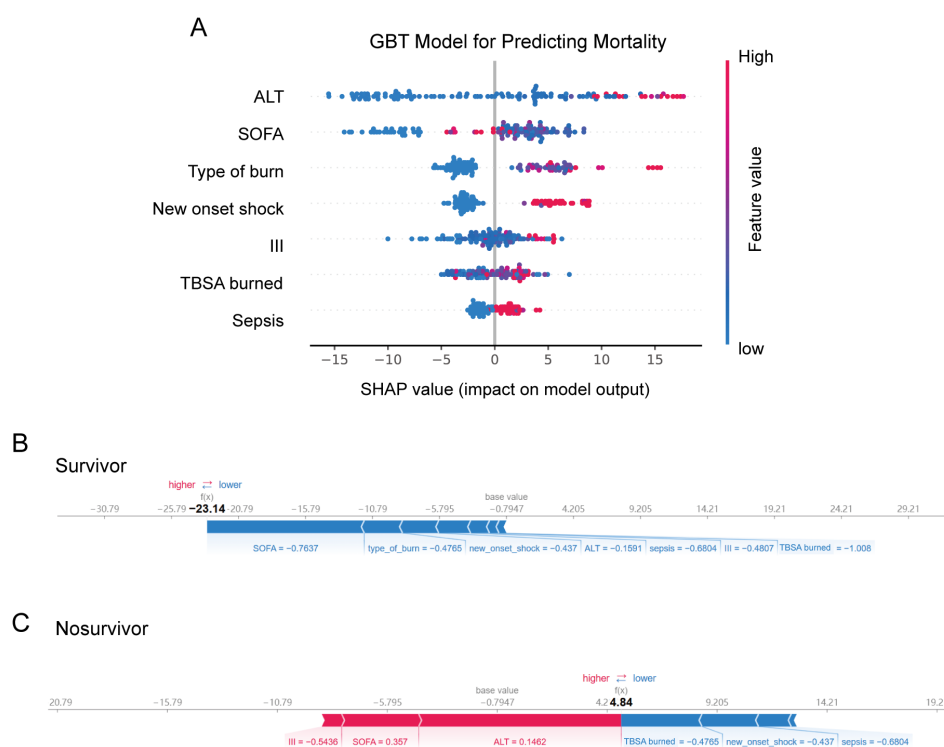 A
GBT Model for Predicting Mortality
High
ALT
SOFA
Type of burn
New onset shock
III
TBSA burned
Sepsis
Feature value
low
−15 −10 −5 0 5 10 15
SHAP value (impact on model output)
B
Survivor
higher ⇄ lower
f(x) base value
−30.79 −25.79 −23.14 −20.79 −15.79 −10.79 −5.795 −0.7947 4.205 9.205 14.21 19.21 24.21 29.21
SOFA = −0.7637 type_of_burn = −0.4765 new_onset_shock = −0.437 ALT = −0.1591 sepsis = −0.6804 III = −0.4807 TBSA burned = −1.008
C
Nosurvivor
higher ⇄ lower
base value f(x)
20.79 −15.79 −10.79 −5.795 −0.7947 4.2 4.84 9.205 14.21 19.2
III = −0.5436 SOFA = 0.357 ALT = 0.1462 TBSA burned = −0.4765 new_onset_shock = −0.437 sepsis = −0.6804